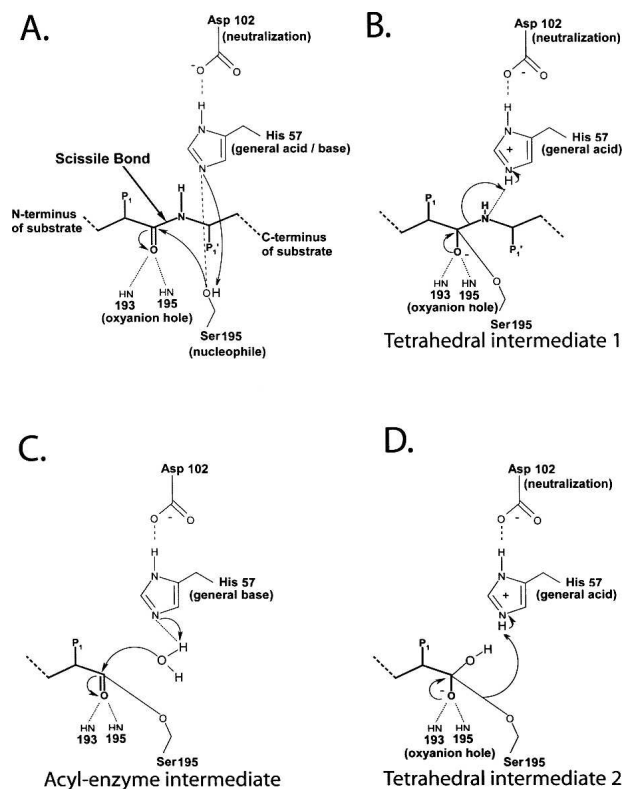 A.
Asp 102
(neutralization)
-
O
O
H
N
His 57
(general acid / base)
N
Scissile Bond
P1
H
N
N-terminus
of substrate
O
P1'
C-terminus
of substrate
HN
193
HN
195
(oxyanion hole)
OH
Ser195
(nucleophile)
B.
Asp 102
(neutralization)
O
-
O
H
N
His 57
(general acid)
+
N
H
P1
H
N
O
-
P1'
HN
193
HN
195
(oxyanion hole)
O
Ser195
Tetrahedral intermediate 1
C.
Asp 102
O
-
O
H
N
His 57
(general base)
N
H
O
H
P1
O
HN
193
HN
195
O
Ser195
Acyl-enzyme intermediate
D.
Asp 102
(neutralization)
O
-
O
H
N
His 57
(general acid)
+
N
H
P1
O
H
-
O
HN
193
HN
195
(oxyanion hole)
O
Ser195
Tetrahedral intermediate 2